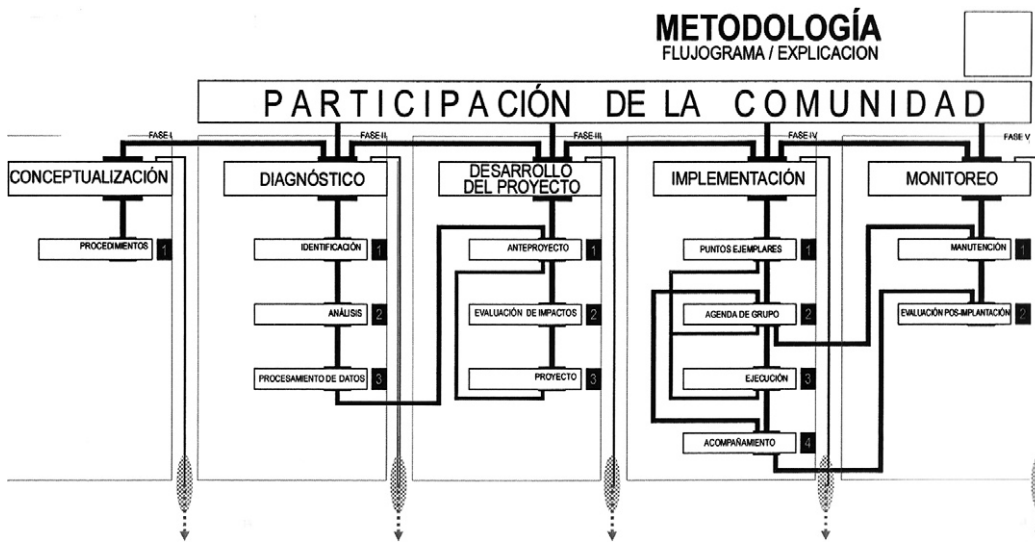 METODOLOGÍA
FLUJOGRAMA / EXPLICACION
PARTICIPACIÓN DE LA COMUNIDAD
FASE I
CONCEPTUALIZACIÓN
PROCEDIMIENTOS 1
FASE II
DIAGNÓSTICO
IDENTIFICACIÓN 1
ANÁLISIS 2
PROCESAMIENTO DE DATOS 3
FASE III
DESARROLLO
DEL PROYECTO
ANTEPROYECTO 1
EVALUACIÓN DE IMPACTOS 2
PROYECTO 3
FASE IV
IMPLEMENTACIÓN
PUNTOS EJEMPLARES 1
AGENDA DE GRUPO 2
EJECUCIÓN 3
ACOMPAÑAMIENTO 4
FASE V
MONITOREO
MANUTENCIÓN 1
EVALUACIÓN POS-IMPLANTACIÓN 2